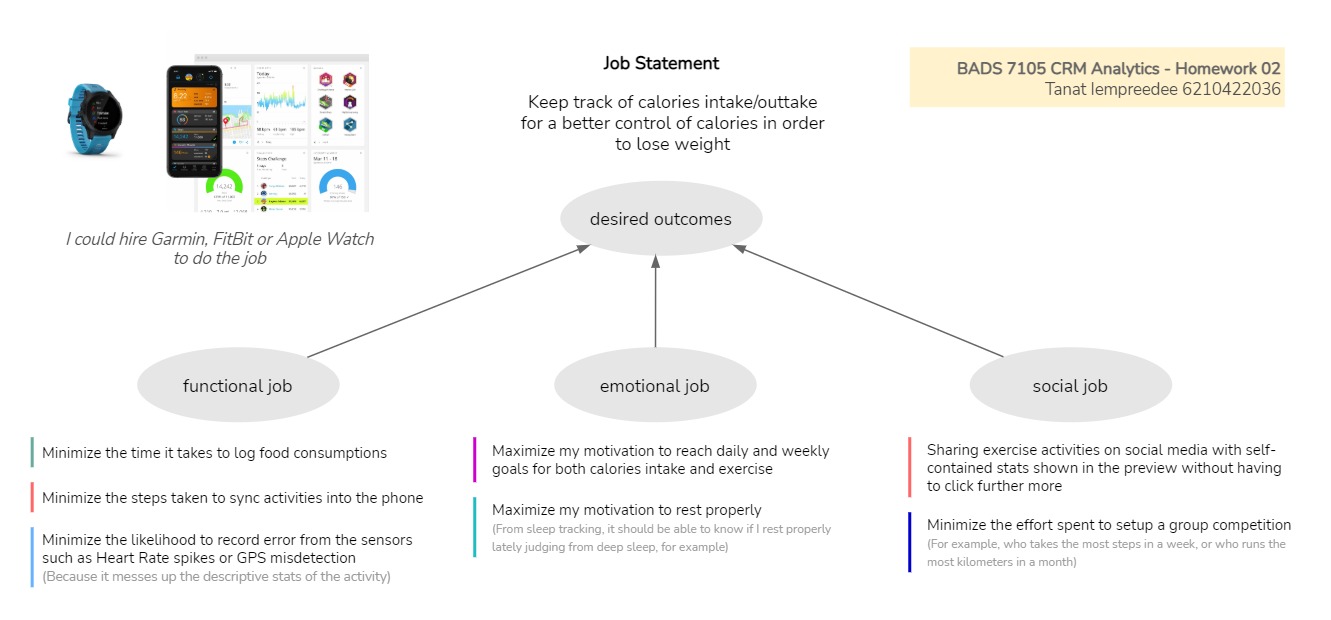 Job Statement
Keep track of calories intake/outtake
for a better control of calories in order
to lose weight
BADS 7105 CRM Analytics - Homework 02
Tanat Iempreedee 6210422036
Today
Steps Challenge
Mar 11 - 18
14,242
146
I could hire Garmin, FitBit or Apple Watch
to do the job
desired outcomes
functional job
emotional job
social job
Minimize the time it takes to log food consumptions
Minimize the steps taken to sync activities into the phone
Minimize the likelihood to record error from the sensors
such as Heart Rate spikes or GPS misdetection
(Because it messes up the descriptive stats of the activity)
Maximize my motivation to reach daily and weekly
goals for both calories intake and exercise
Maximize my motivation to rest properly
(From sleep tracking, it should be able to know if I rest properly
lately judging from deep sleep, for example)
Sharing exercise activities on social media with self-
contained stats shown in the preview without having
to click further more
Minimize the effort spent to setup a group competition
(For example, who takes the most steps in a week, or who runs the
most kilometers in a month)